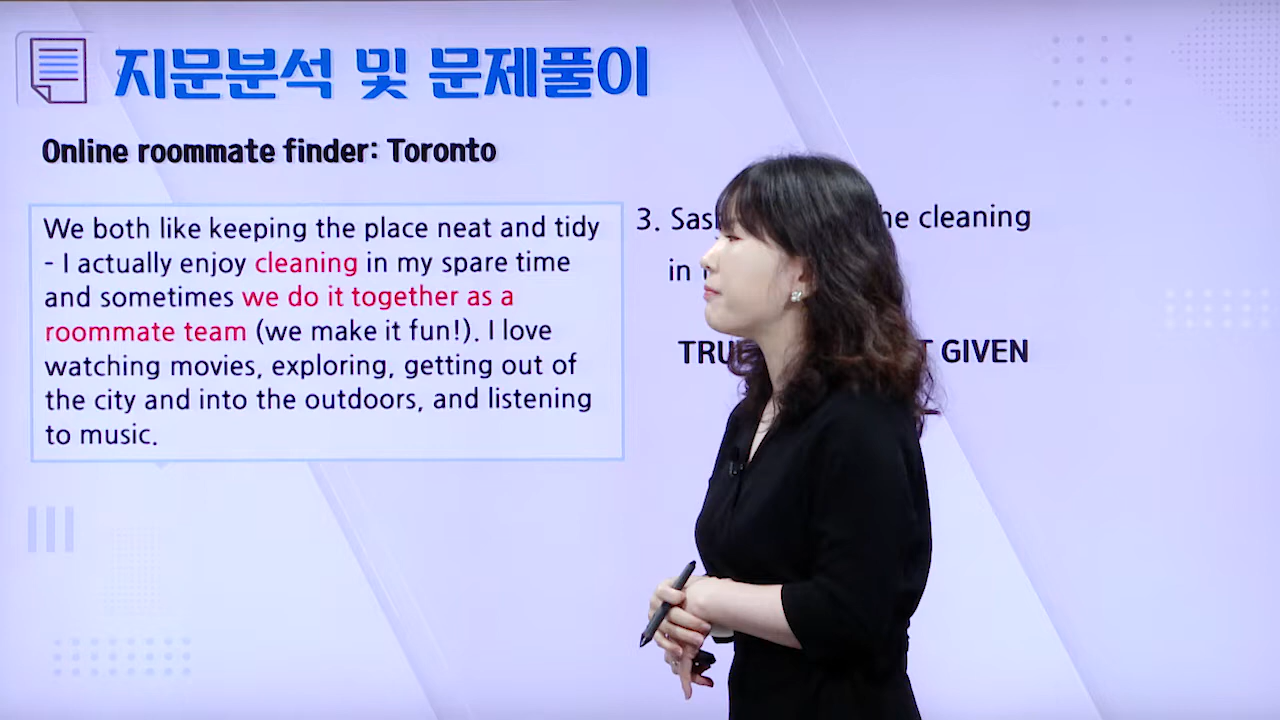 지문분석 및 문제풀이
Online roommate finder: Toronto
We both like keeping the place neat and tidy
- I actually enjoy cleaning in my spare time
and sometimes we do it together as a
roommate team (we make it fun!). I love
watching movies, exploring, getting out of
the city and into the outdoors, and listening
to music.
3. cleaning
in
GIVEN